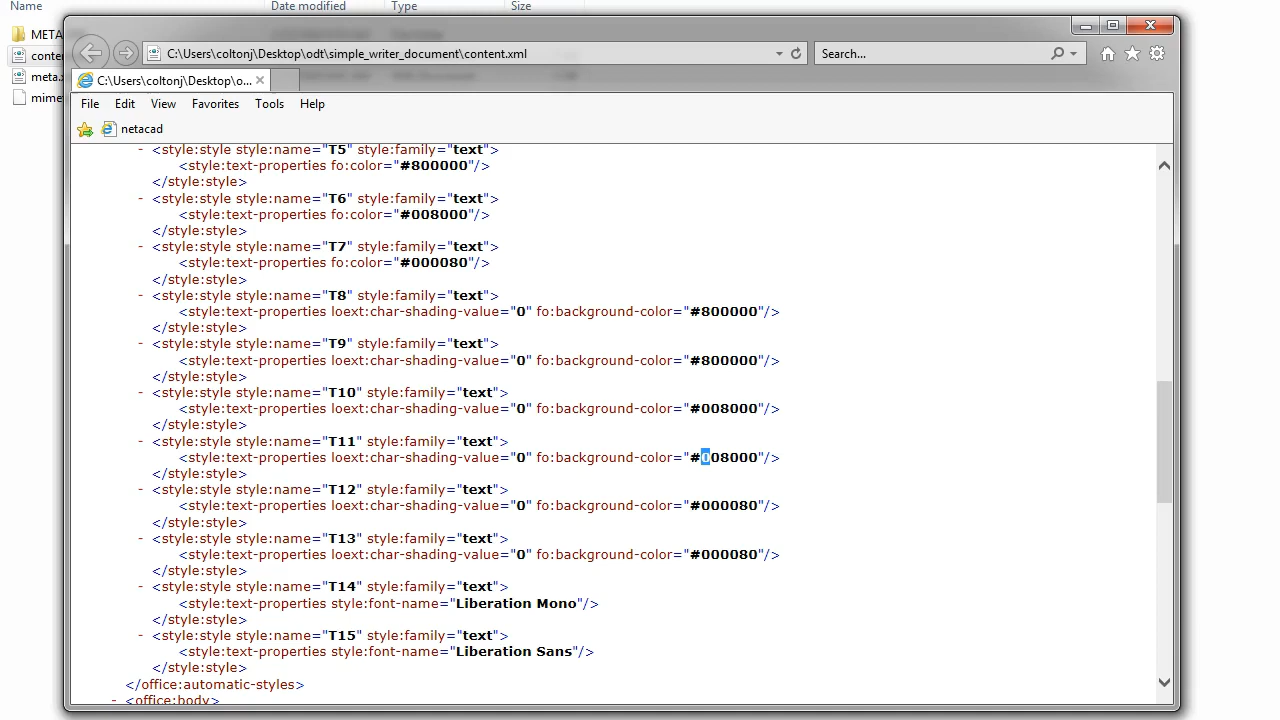 Name Date modified Type Size
META
C:\Users\coltonj\Desktop\odt\simple_writer_document\content.xml Search...
conte
C:\Users\coltonj\Desktop\o...
meta.x
mime
File Edit View Favorites Tools Help
netacad
- <style:style style:name="T5" style:family="text">
<style:text-properties fo:color="#800000"/>
</style:style>
- <style:style style:name="T6" style:family="text">
<style:text-properties fo:color="#008000"/>
</style:style>
- <style:style style:name="T7" style:family="text">
<style:text-properties fo:color="#000080"/>
</style:style>
- <style:style style:name="T8" style:family="text">
<style:text-properties loext:char-shading-value="0" fo:background-color="#800000"/>
</style:style>
- <style:style style:name="T9" style:family="text">
<style:text-properties loext:char-shading-value="0" fo:background-color="#800000"/>
</style:style>
- <style:style style:name="T10" style:family="text">
<style:text-properties loext:char-shading-value="0" fo:background-color="#008000"/>
</style:style>
- <style:style style:name="T11" style:family="text">
<style:text-properties loext:char-shading-value="0" fo:background-color="#008000"/>
</style:style>
- <style:style style:name="T12" style:family="text">
<style:text-properties loext:char-shading-value="0" fo:background-color="#000080"/>
</style:style>
- <style:style style:name="T13" style:family="text">
<style:text-properties loext:char-shading-value="0" fo:background-color="#000080"/>
</style:style>
- <style:style style:name="T14" style:family="text">
<style:text-properties style:font-name="Liberation Mono"/>
</style:style>
- <style:style style:name="T15" style:family="text">
<style:text-properties style:font-name="Liberation Sans"/>
</style:style>
</office:automatic-styles>
- <office:body>